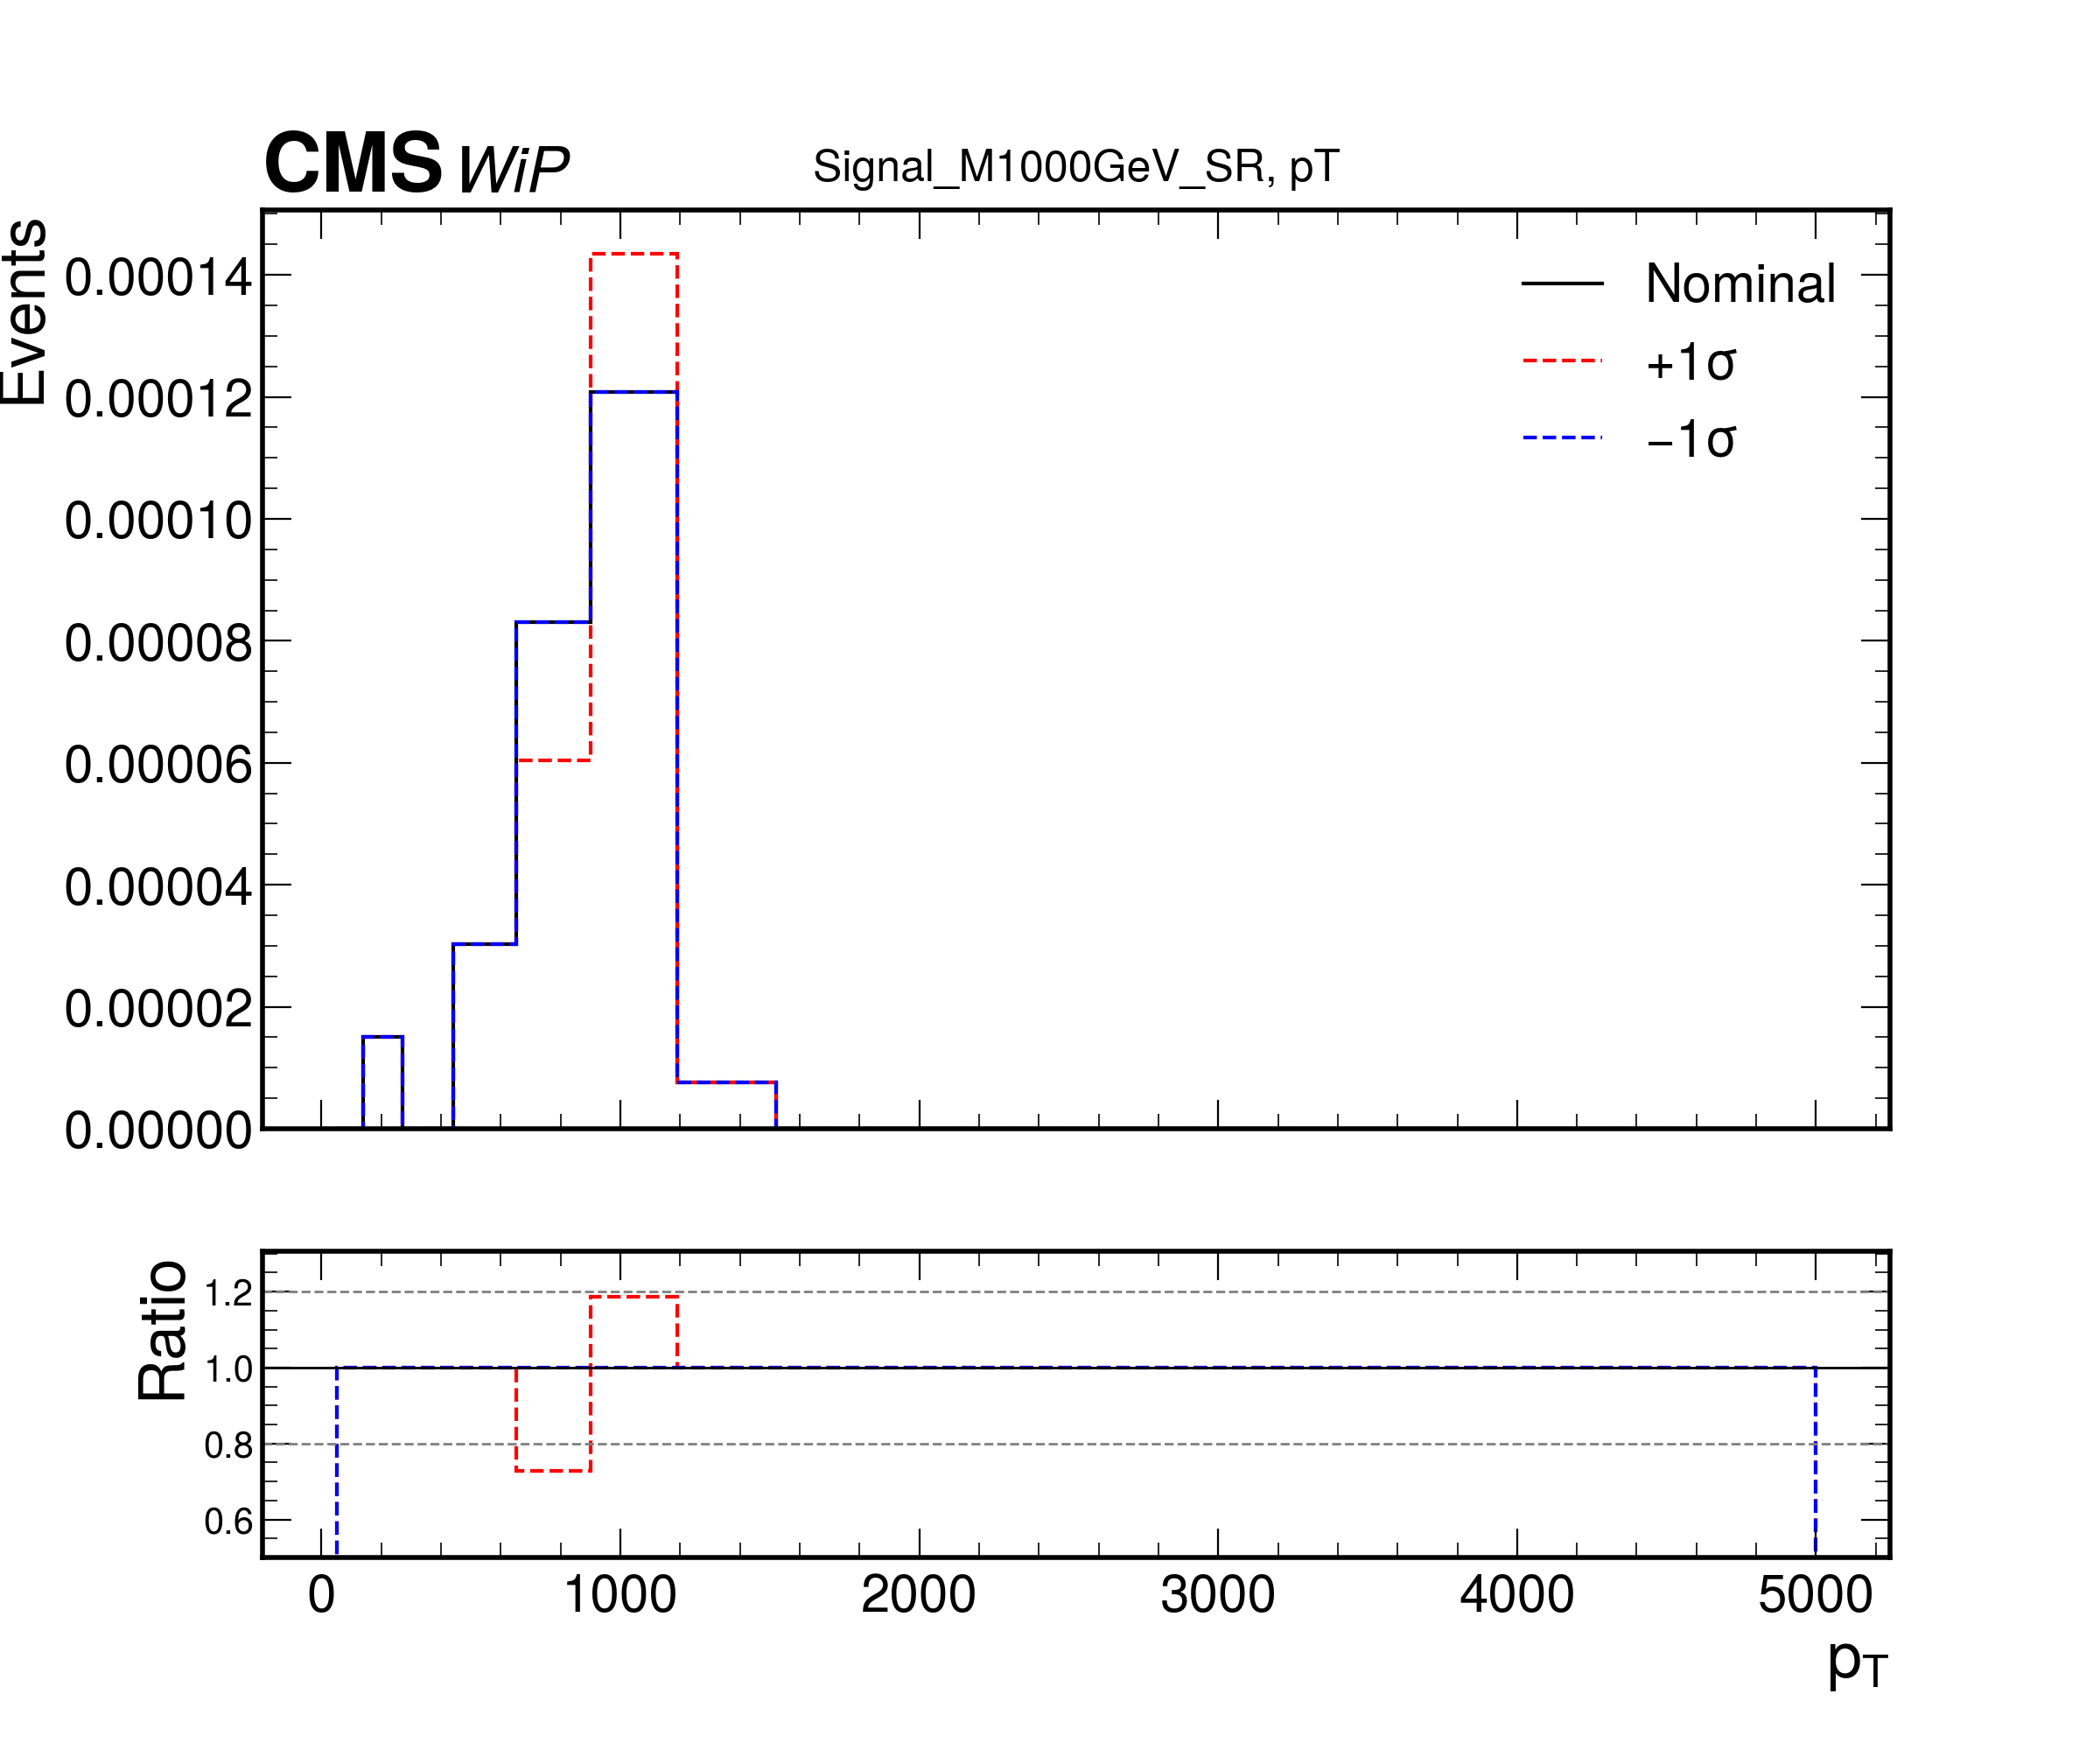 CMS WiP
Signal_M1000GeV_SR, pT
Events
0.00014
0.00012
0.00010
0.00008
0.00006
0.00004
0.00002
0.00000
Nominal
+1σ
−1σ
Ratio
1.2
1.0
0.8
0.6
0 1000 2000 3000 4000 5000
pT